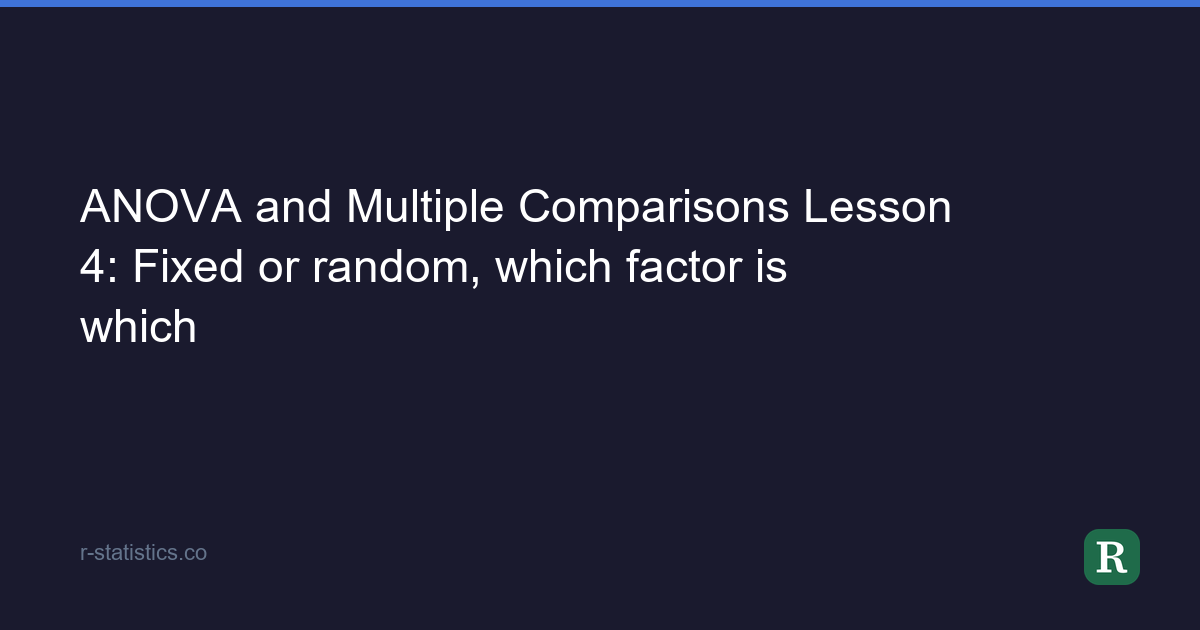 ANOVA and Multiple Comparisons Lesson
4: Fixed or random, which factor is
which
r-statistics.co
R